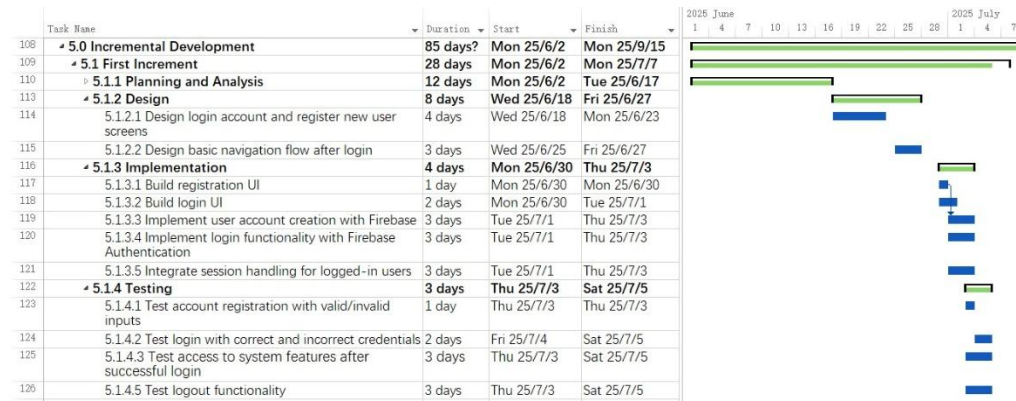 2025 June 2025 July
Task Name Duration Start Finish 1 4 7 10 13 16 19 22 25 28 1 4 7
108 5.0 Incremental Development 85 days? Mon 25/6/2 Mon 25/9/15
109 5.1 First Increment 28 days Mon 25/6/2 Mon 25/7/7
110 5.1.1 Planning and Analysis 12 days Mon 25/6/2 Tue 25/6/17
113 5.1.2 Design 8 days Wed 25/6/18 Fri 25/6/27
114 5.1.2.1 Design login account and register new user 4 days Wed 25/6/18 Mon 25/6/23
screens
115 5.1.2.2 Design basic navigation flow after login 3 days Wed 25/6/25 Fri 25/6/27
116 5.1.3 Implementation 4 days Mon 25/6/30 Thu 25/7/3
117 5.1.3.1 Build registration UI 1 day Mon 25/6/30 Mon 25/6/30
118 5.1.3.2 Build login UI 2 days Mon 25/6/30 Tue 25/7/1
119 5.1.3.3 Implement user account creation with Firebase 3 days Tue 25/7/1 Thu 25/7/3
120 5.1.3.4 Implement login functionality with Firebase 3 days Tue 25/7/1 Thu 25/7/3
Authentication
121 5.1.3.5 Integrate session handling for logged-in users 3 days Tue 25/7/1 Thu 25/7/3
122 5.1.4 Testing 3 days Thu 25/7/3 Sat 25/7/5
123 5.1.4.1 Test account registration with valid/invalid 1 day Thu 25/7/3 Thu 25/7/3
inputs
124 5.1.4.2 Test login with correct and incorrect credentials 2 days Fri 25/7/4 Sat 25/7/5
125 5.1.4.3 Test access to system features after 3 days Thu 25/7/3 Sat 25/7/5
successful login
126 5.1.4.5 Test logout functionality 3 days Thu 25/7/3 Sat 25/7/5